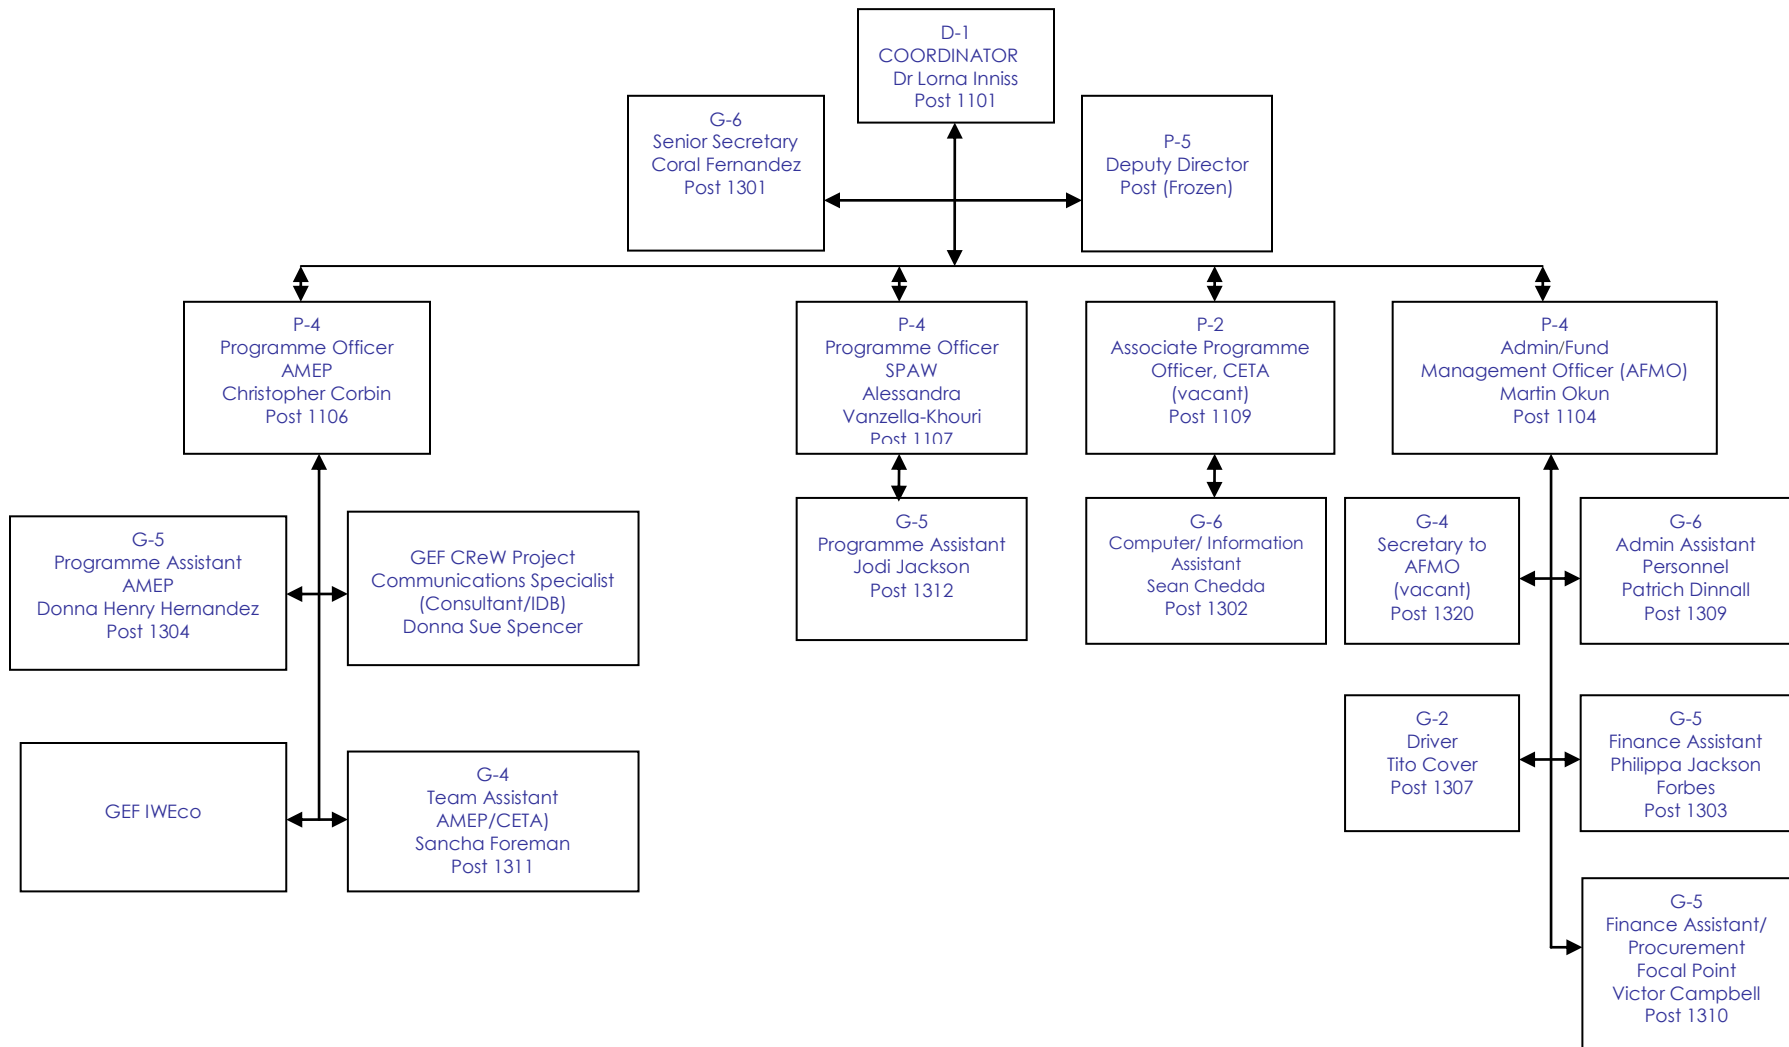 D-1
COORDINATOR
Dr Lorna Inniss
Post 1101
G-6
Senior Secretary
Coral Fernandez
Post 1301
P-5
Deputy Director
Post (Frozen)
P-4
Programme Officer
AMEP
Christopher Corbin
Post 1106
P-4
Programme Officer
SPAW
Alessandra
Vanzella-Khouri
Post 1107
P-2
Associate Programme
Officer, CETA
(vacant)
Post 1109
P-4
Admin/Fund
Management Officer (AFMO)
Martin Okun
Post 1104
G-5
Programme Assistant
AMEP
Donna Henry Hernandez
Post 1304
GEF CReW Project
Communications Specialist
(Consultant/IDB)
Donna Sue Spencer
G-5
Programme Assistant
Jodi Jackson
Post 1312
G-6
Computer/ Information
Assistant
Sean Chedda
Post 1302
G-4
Secretary to
AFMO
(vacant)
Post 1320
G-6
Admin Assistant
Personnel
Patrich Dinnall
Post 1309
GEF IWEco
G-4
Team Assistant
AMEP/CETA)
Sancha Foreman
Post 1311
G-2
Driver
Tito Cover
Post 1307
G-5
Finance Assistant
Philippa Jackson
Forbes
Post 1303
G-5
Finance Assistant/
Procurement
Focal Point
Victor Campbell
Post 1310